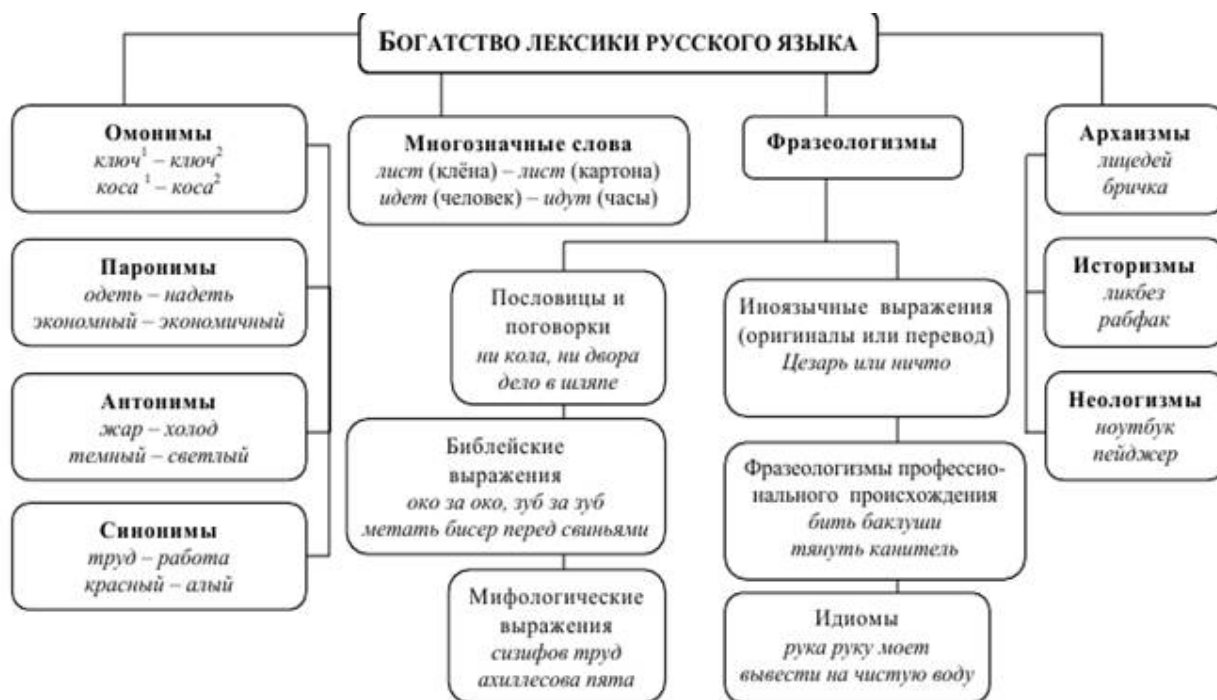 БОГАТСТВО ЛЕКСИКИ РУССКОГО ЯЗЫКА
Омонимы
ключ¹ – ключ²
коса ¹ – коса²
Паронимы
одеть – надеть
экономный – экономичный
Антонимы
жар – холод
темный – светлый
Синонимы
труд – работа
красный – алый
Многозначные слова
лист (клёна) – лист (картона)
идет (человек) – идут (часы)
Фразеологизмы
Пословицы и
поговорки
ни кола, ни двора
дело в шляпе
Библейские
выражения
око за око, зуб за зуб
метать бисер перед свиньями
Мифологические
выражения
сизифов труд
ахиллесова пята
Иноязычные выражения
(оригиналы или перевод)
Цезарь или ничто
Фразеологизмы профессио-
нального происхождения
бить баклуши
тянуть канитель
Идиомы
рука руку моет
вывести на чистую воду
Архаизмы
лицедей
бричка
Историзмы
ликбез
рабфак
Неологизмы
ноутбук
пейджер